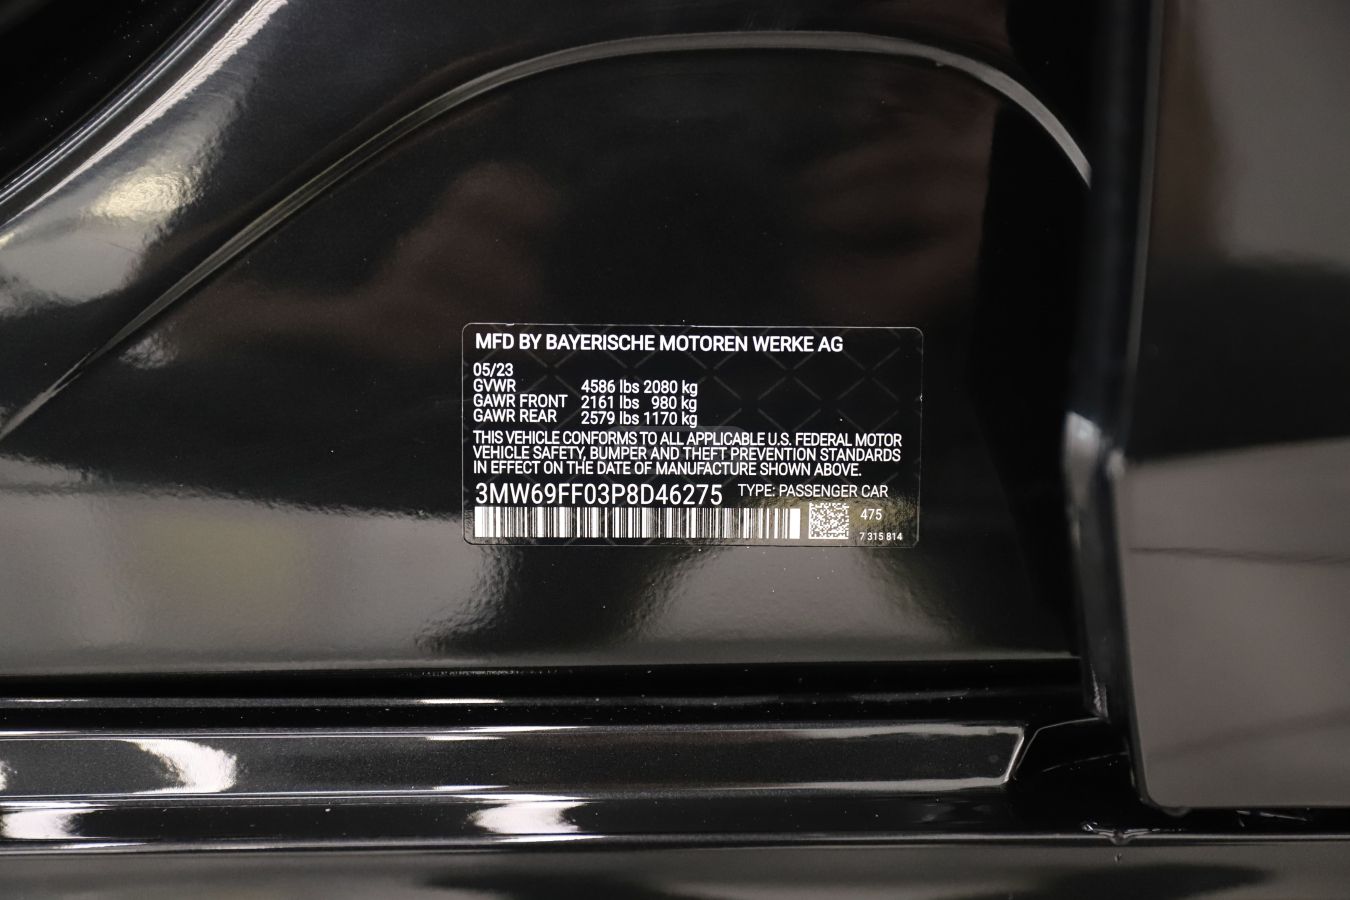 MFD BY BAYERISCHE MOTOREN WERKE AG
05/23
GVWR 4586 lbs 2080 kg
GAWR FRONT 2161 lbs 980 kg
GAWR REAR 2579 lbs 1170 kg
THIS VEHICLE CONFORMS TO ALL APPLICABLE U.S. FEDERAL MOTOR
VEHICLE SAFETY, BUMPER AND THEFT PREVENTION STANDARDS
IN EFFECT ON THE DATE OF MANUFACTURE SHOWN ABOVE.
3MW69FF03P8D46275 TYPE: PASSENGER CAR
475
7 315 814